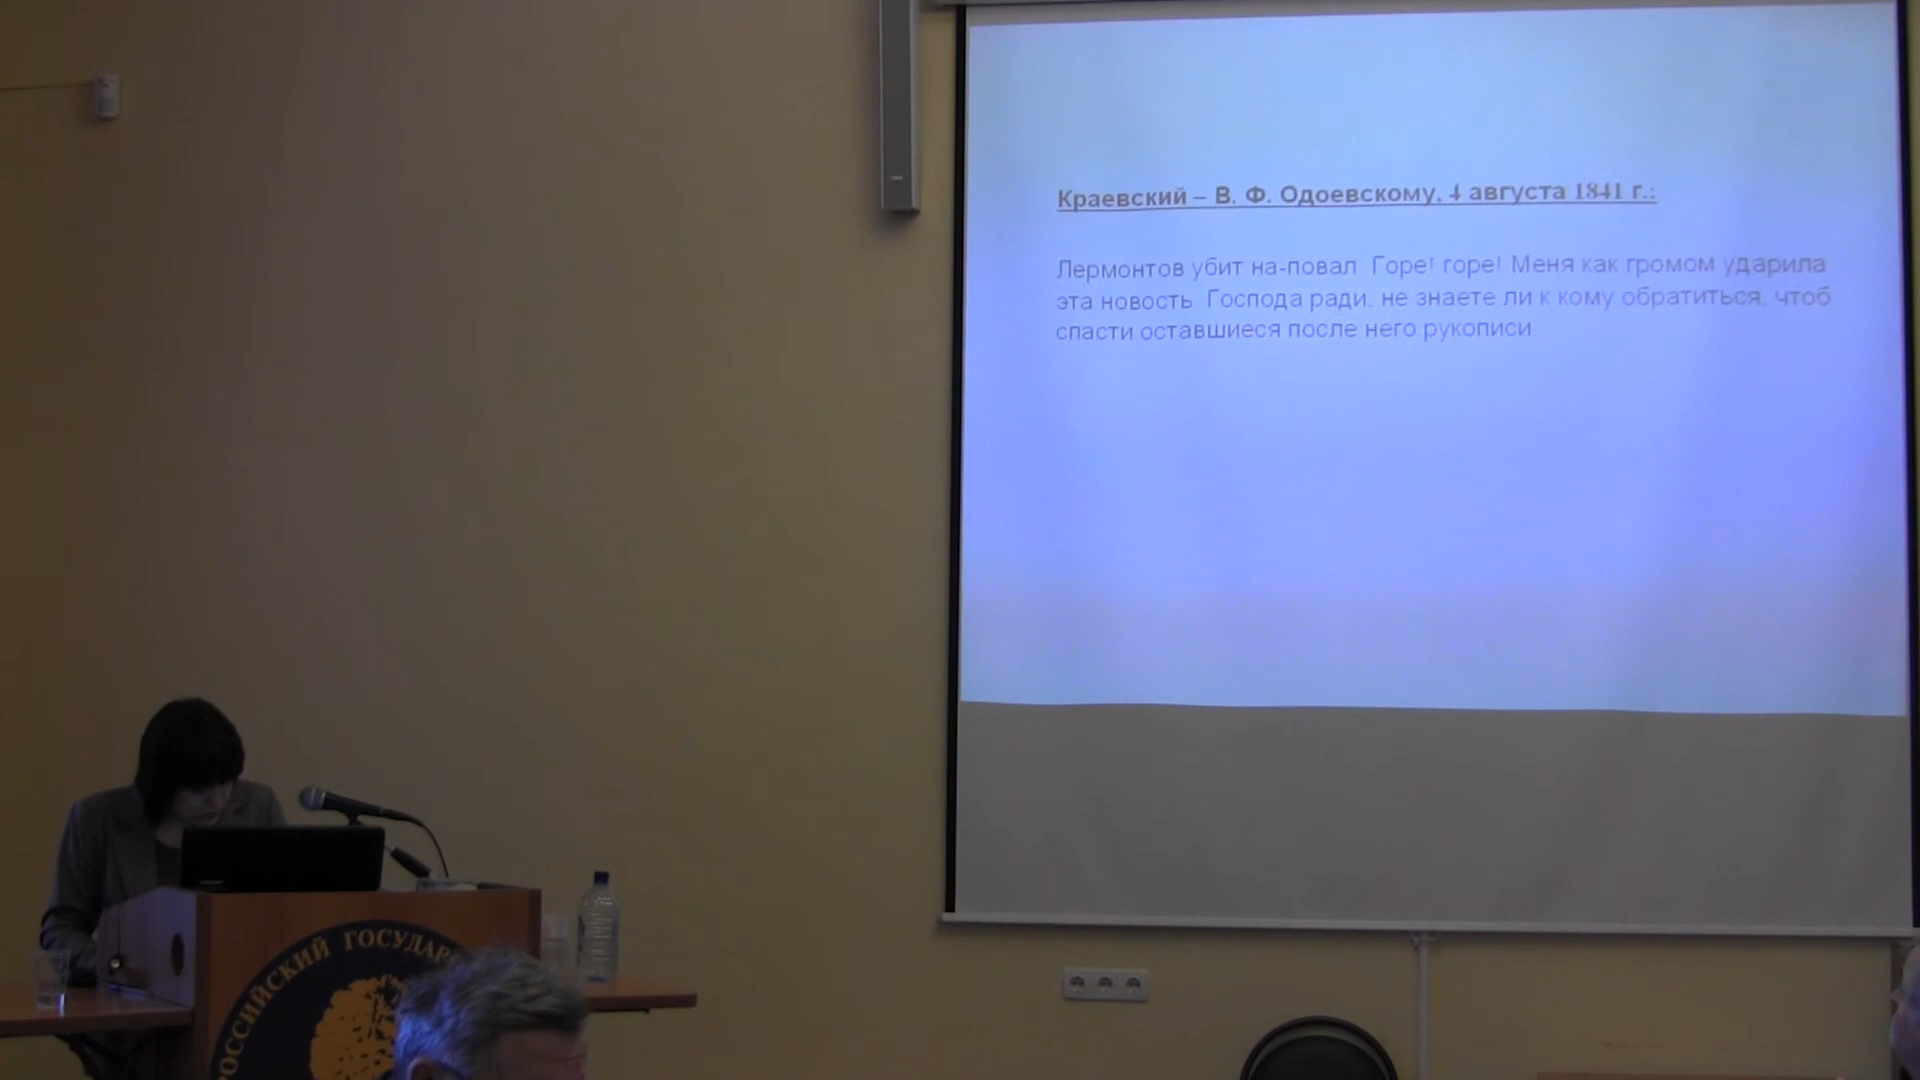 Краевский – В. Ф. Одоевскому, 4 августа 1841 г.:
Лермонтов убит на-повал. Горе! горе! Меня как громом ударила
эта новость. Господа ради, не знаете ли к кому обратиться, чтоб
спасти оставшиеся после него рукописи
РОССИЙСКИЙ ГОСУДАР